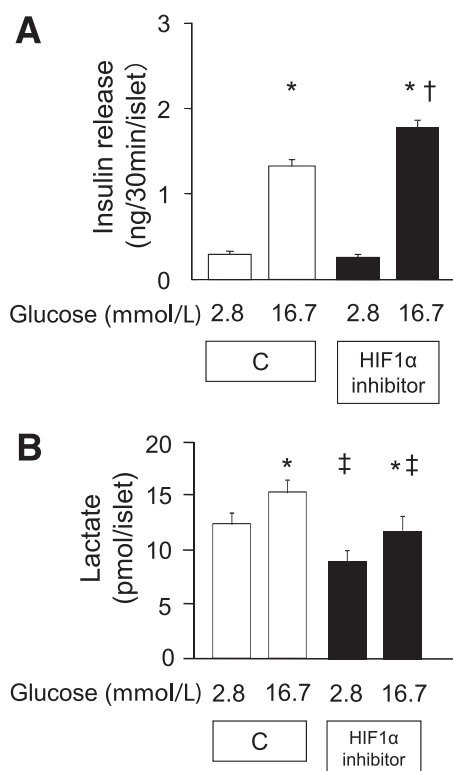 A
Insulin release
(ng/30min/islet)
3
2
1
0
*
* †
Glucose (mmol/L) 2.8 16.7 2.8 16.7
C
HIF1α
inhibitor
B
Lactate
(pmol/islet)
20
15
10
5
0
*
‡
*‡
Glucose (mmol/L) 2.8 16.7 2.8 16.7
C
HIF1α
inhibitor